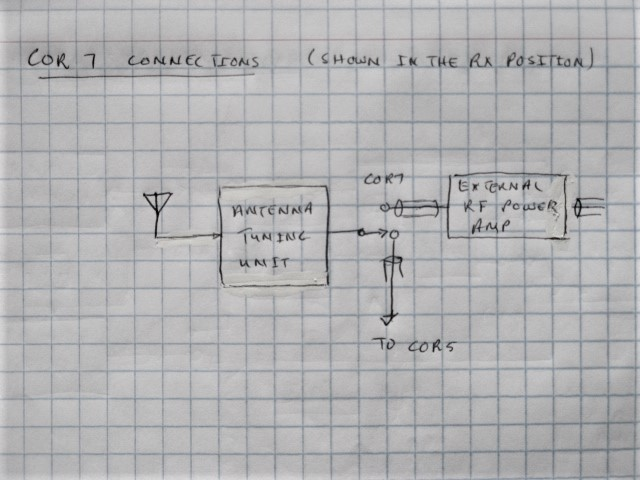 COR 7 CONNECTIONS (SHOWN IN THE RX POSITION)
COR7
EXTERNAL
RF POWER
AMP
ANTENNA
TUNING
UNIT
TO COR5